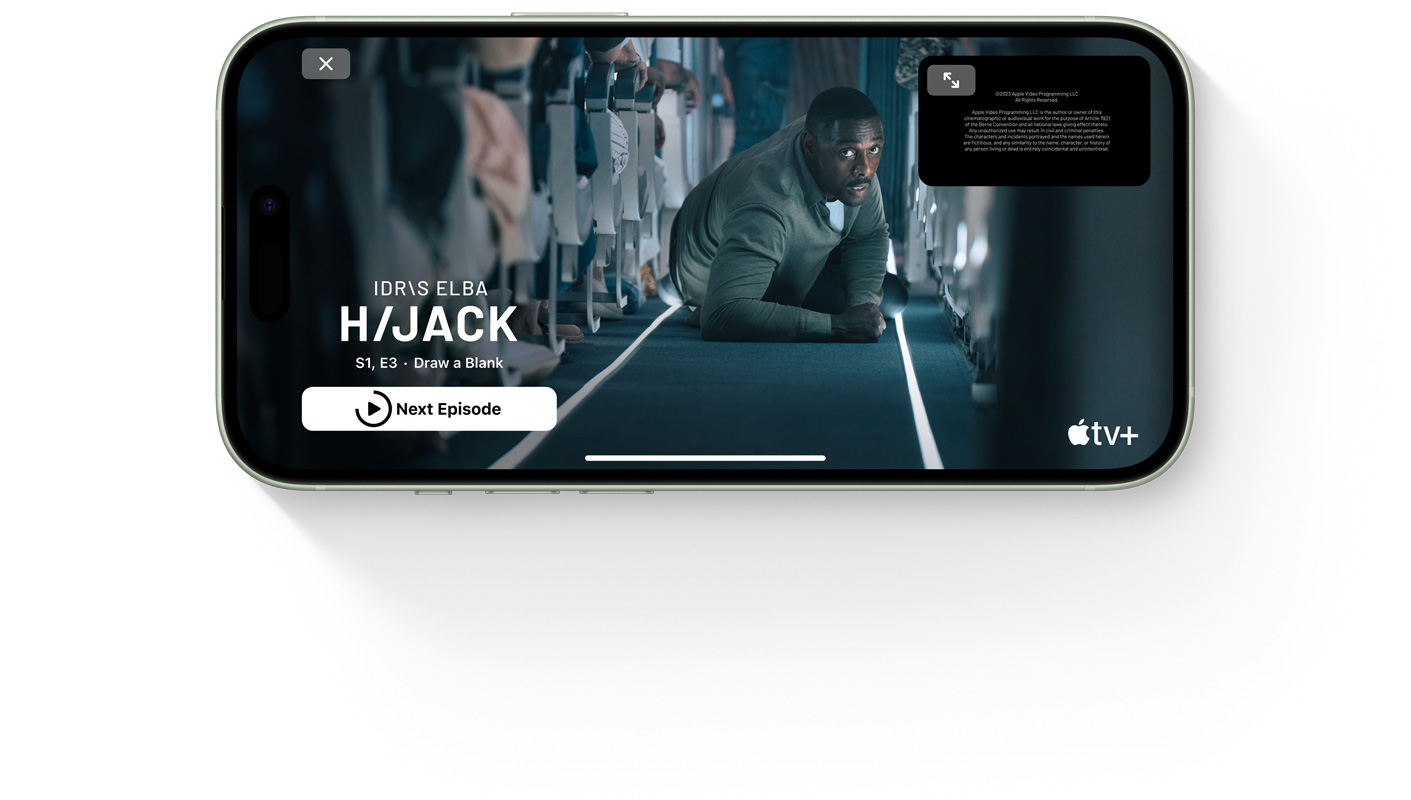 ©2023 Apple Video Programming LLC
All Rights Reserved.
Apple Video Programming LLC is the author or owner of this
cinematographic or audiovisual work for the purpose of Article 15(2)
of the Berne Convention and all national laws giving effect thereto.
Any unauthorized use may result in civil and criminal penalties.
The characters and incidents portrayed and the names used herein
are fictitious, and any similarity to the name, character, or history of
any person living or dead is entirely coincidental and unintentional.
IDR\S ELBA
H/JACK
S1, E3 · Draw a Blank
Next Episode
tv+